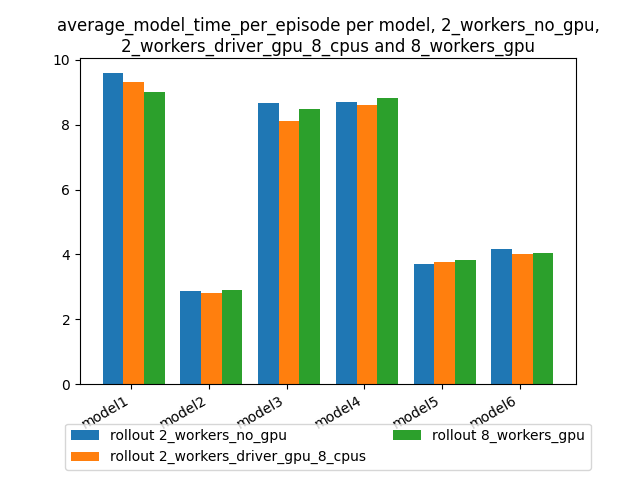 average_model_time_per_episode per model, 2_workers_no_gpu,
2_workers_driver_gpu_8_cpus and 8_workers_gpu
10
8
6
4
2
0
model1
model2
model3
model4
model5
model6
rollout 2_workers_no_gpu
rollout 8_workers_gpu
rollout 2_workers_driver_gpu_8_cpus